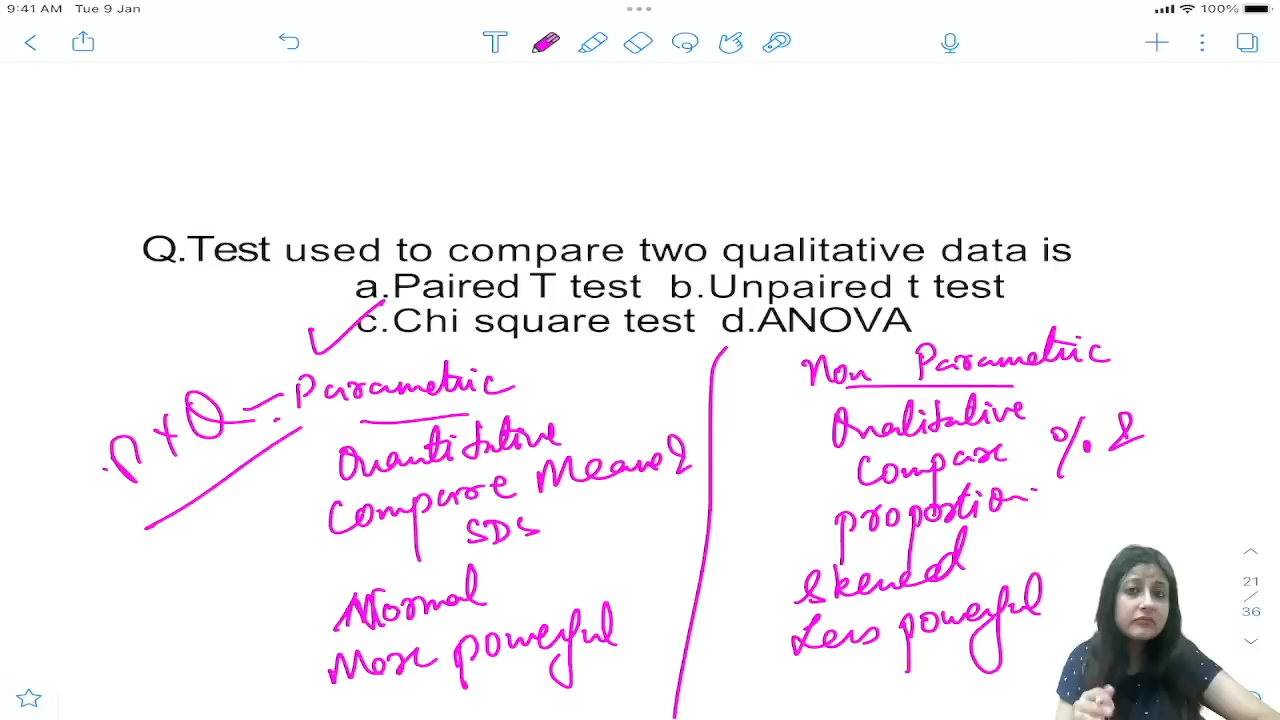 9:41 AM Tue 9 Jan
100%
Q.Test used to compare two qualitative data is
a.Paired T test b.Unpaired t test
c.Chi square test d.ANOVA
Parametric
Quantitative
Compare Means &
SDS
Normal
More powerful
Non Parametric
Qualitative
Compare % &
proportion
Skewed
Less powerful
21
/
36